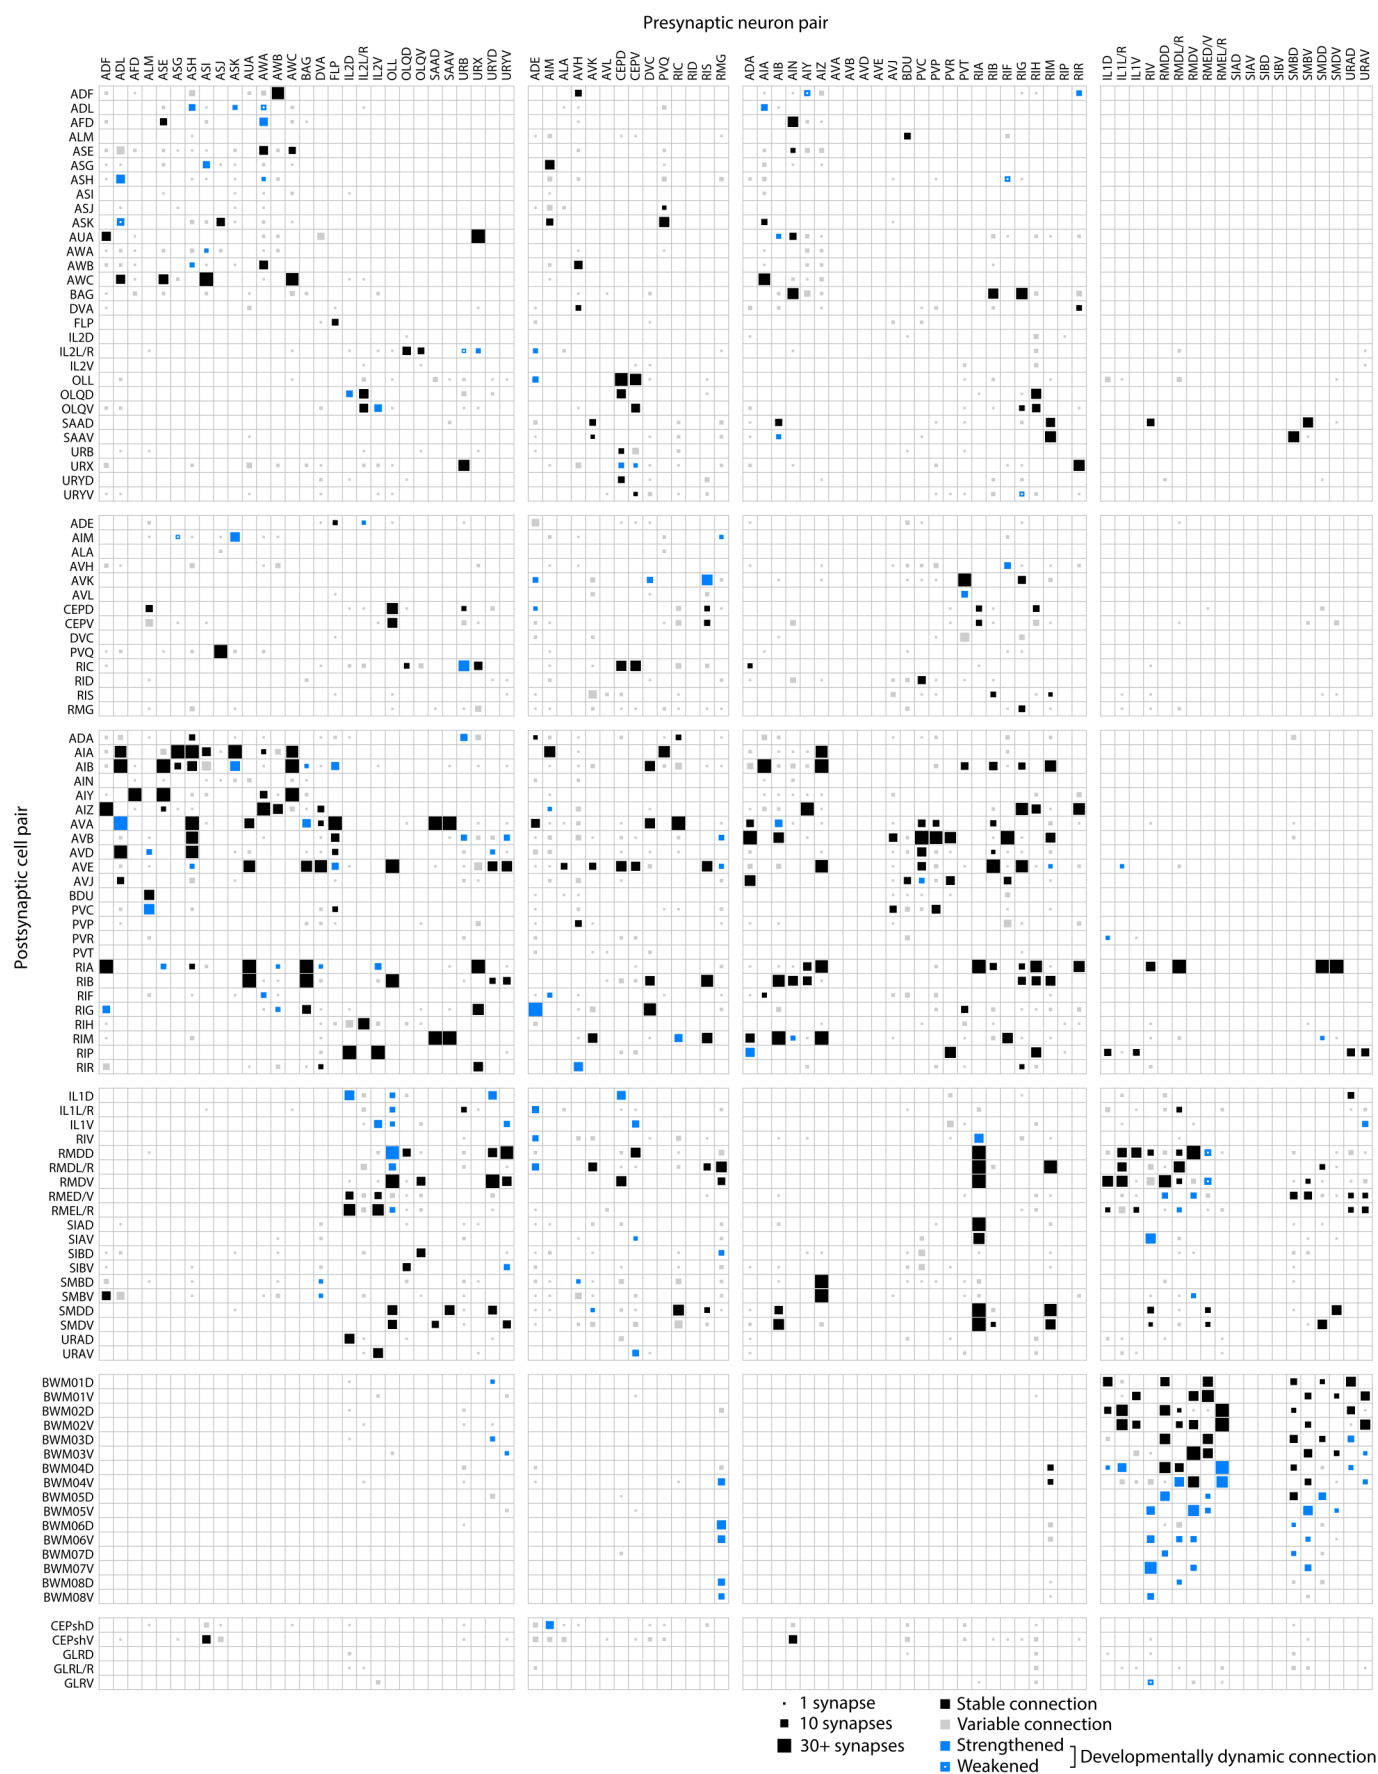 Presynaptic neuron pair
ADF ADL AFD ALM ASE ASG ASH ASI ASJ ASK AUA AWA AWB AWC BAG DVA FLP IL2D IL2L/R IL2V OLL OLQD OLQV SAAD SAAV URB URX URYD URYV ADE AIM ALA AVH AVK AVL CEPD CEPV DVC PVQ RIC RID RIS RMG ADA AIA AIB AIN AIY AIZ AVA AVB AVD AVE AVJ BDU PVC PVP PVR PVT RIA RIB RIF RIG RIH RIM RIP RIR IL1D IL1L/R IL1V RIV RMDD RMDL/R RMDV RMED/V RMEL/R SIAD SIAV SIBD SIBV SMBD SMBV SMDD SMDV URAD URAV
Postsynaptic cell pair
ADF
ADL
AFD
ALM
ASE
ASG
ASH
ASI
ASJ
ASK
AUA
AWA
AWB
AWC
BAG
DVA
FLP
IL2D
IL2L/R
IL2V
OLL
OLQD
OLQV
SAAD
SAAV
URB
URX
URYD
URYV
ADE
AIM
ALA
AVH
AVK
AVL
CEPD
CEPV
DVC
PVQ
RIC
RID
RIS
RMG
ADA
AIA
AIB
AIN
AIY
AIZ
AVA
AVB
AVD
AVE
AVJ
BDU
PVC
PVP
PVR
PVT
RIA
RIB
RIF
RIG
RIH
RIM
RIP
RIR
IL1D
IL1L/R
IL1V
RIV
RMDD
RMDL/R
RMDV
RMED/V
RMEL/R
SIAD
SIAV
SIBD
SIBV
SMBD
SMBV
SMDD
SMDV
URAD
URAV
BWM01D
BWM01V
BWM02D
BWM02V
BWM03D
BWM03V
BWM04D
BWM04V
BWM05D
BWM05V
BWM06D
BWM06V
BWM07D
BWM07V
BWM08D
BWM08V
CEPshD
CEPshV
GLRD
GLRL/R
GLRV
1 synapse
10 synapses
30+ synapses
Stable connection
Variable connection
Strengthened
Weakened
Developmentally dynamic connection